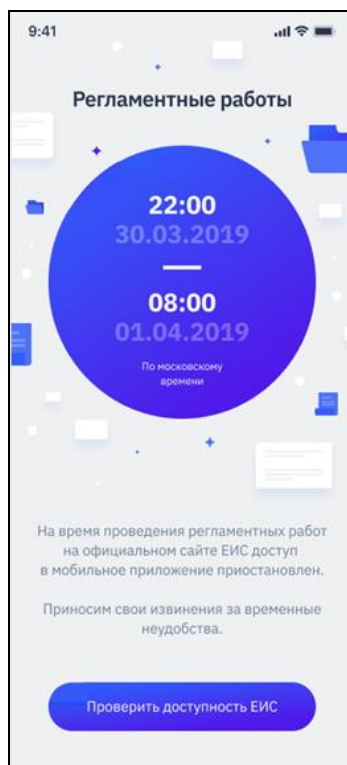 9:41
Регламентные работы
22:00
30.03.2019
08:00
01.04.2019
По московскому
времени
На время проведения регламентных работ
на официальном сайте ЕИС доступ
в мобильное приложение приостановлен.
Приносим свои извинения за временные
неудобства.
Проверить доступность ЕИС